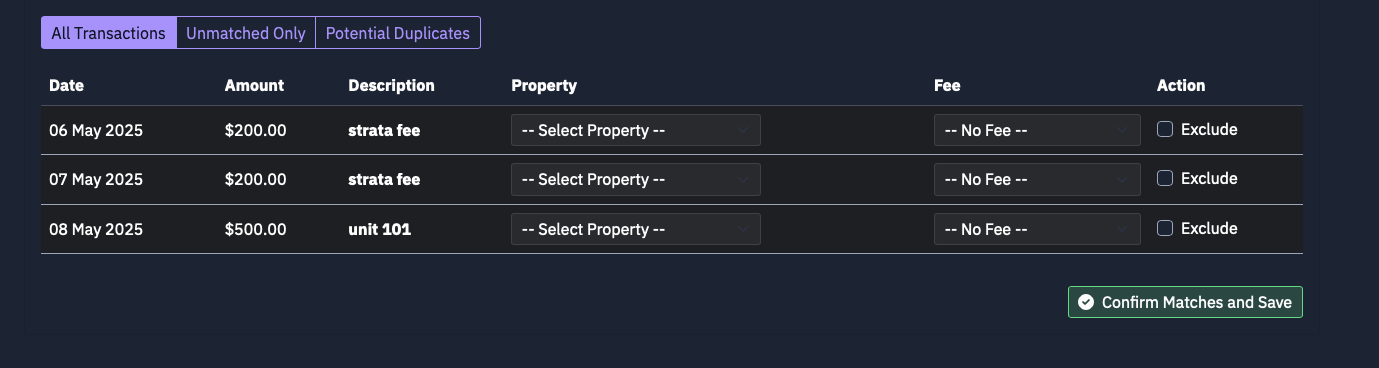 All Transactions Unmatched Only Potential Duplicates
Date Amount Description Property Fee Action
06 May 2025 $200.00 strata fee -- Select Property -- -- No Fee -- Exclude
07 May 2025 $200.00 strata fee -- Select Property -- -- No Fee -- Exclude
08 May 2025 $500.00 unit 101 -- Select Property -- -- No Fee -- Exclude
Confirm Matches and Save